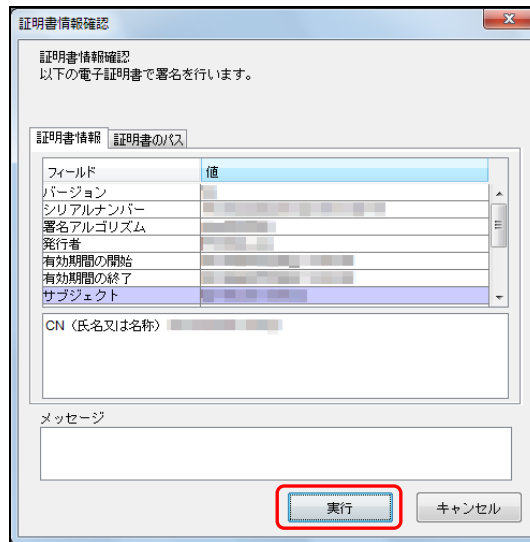 証明書情報確認
証明書情報確認
以下の電子証明書で署名を行います。
証明書情報 証明書のパス
フィールド 値
バージョン
シリアルナンバー
署名アルゴリズム
発行者
有効期間の開始
有効期間の終了
サブジェクト
CN（氏名又は名称）
メッセージ
実行 キャンセル